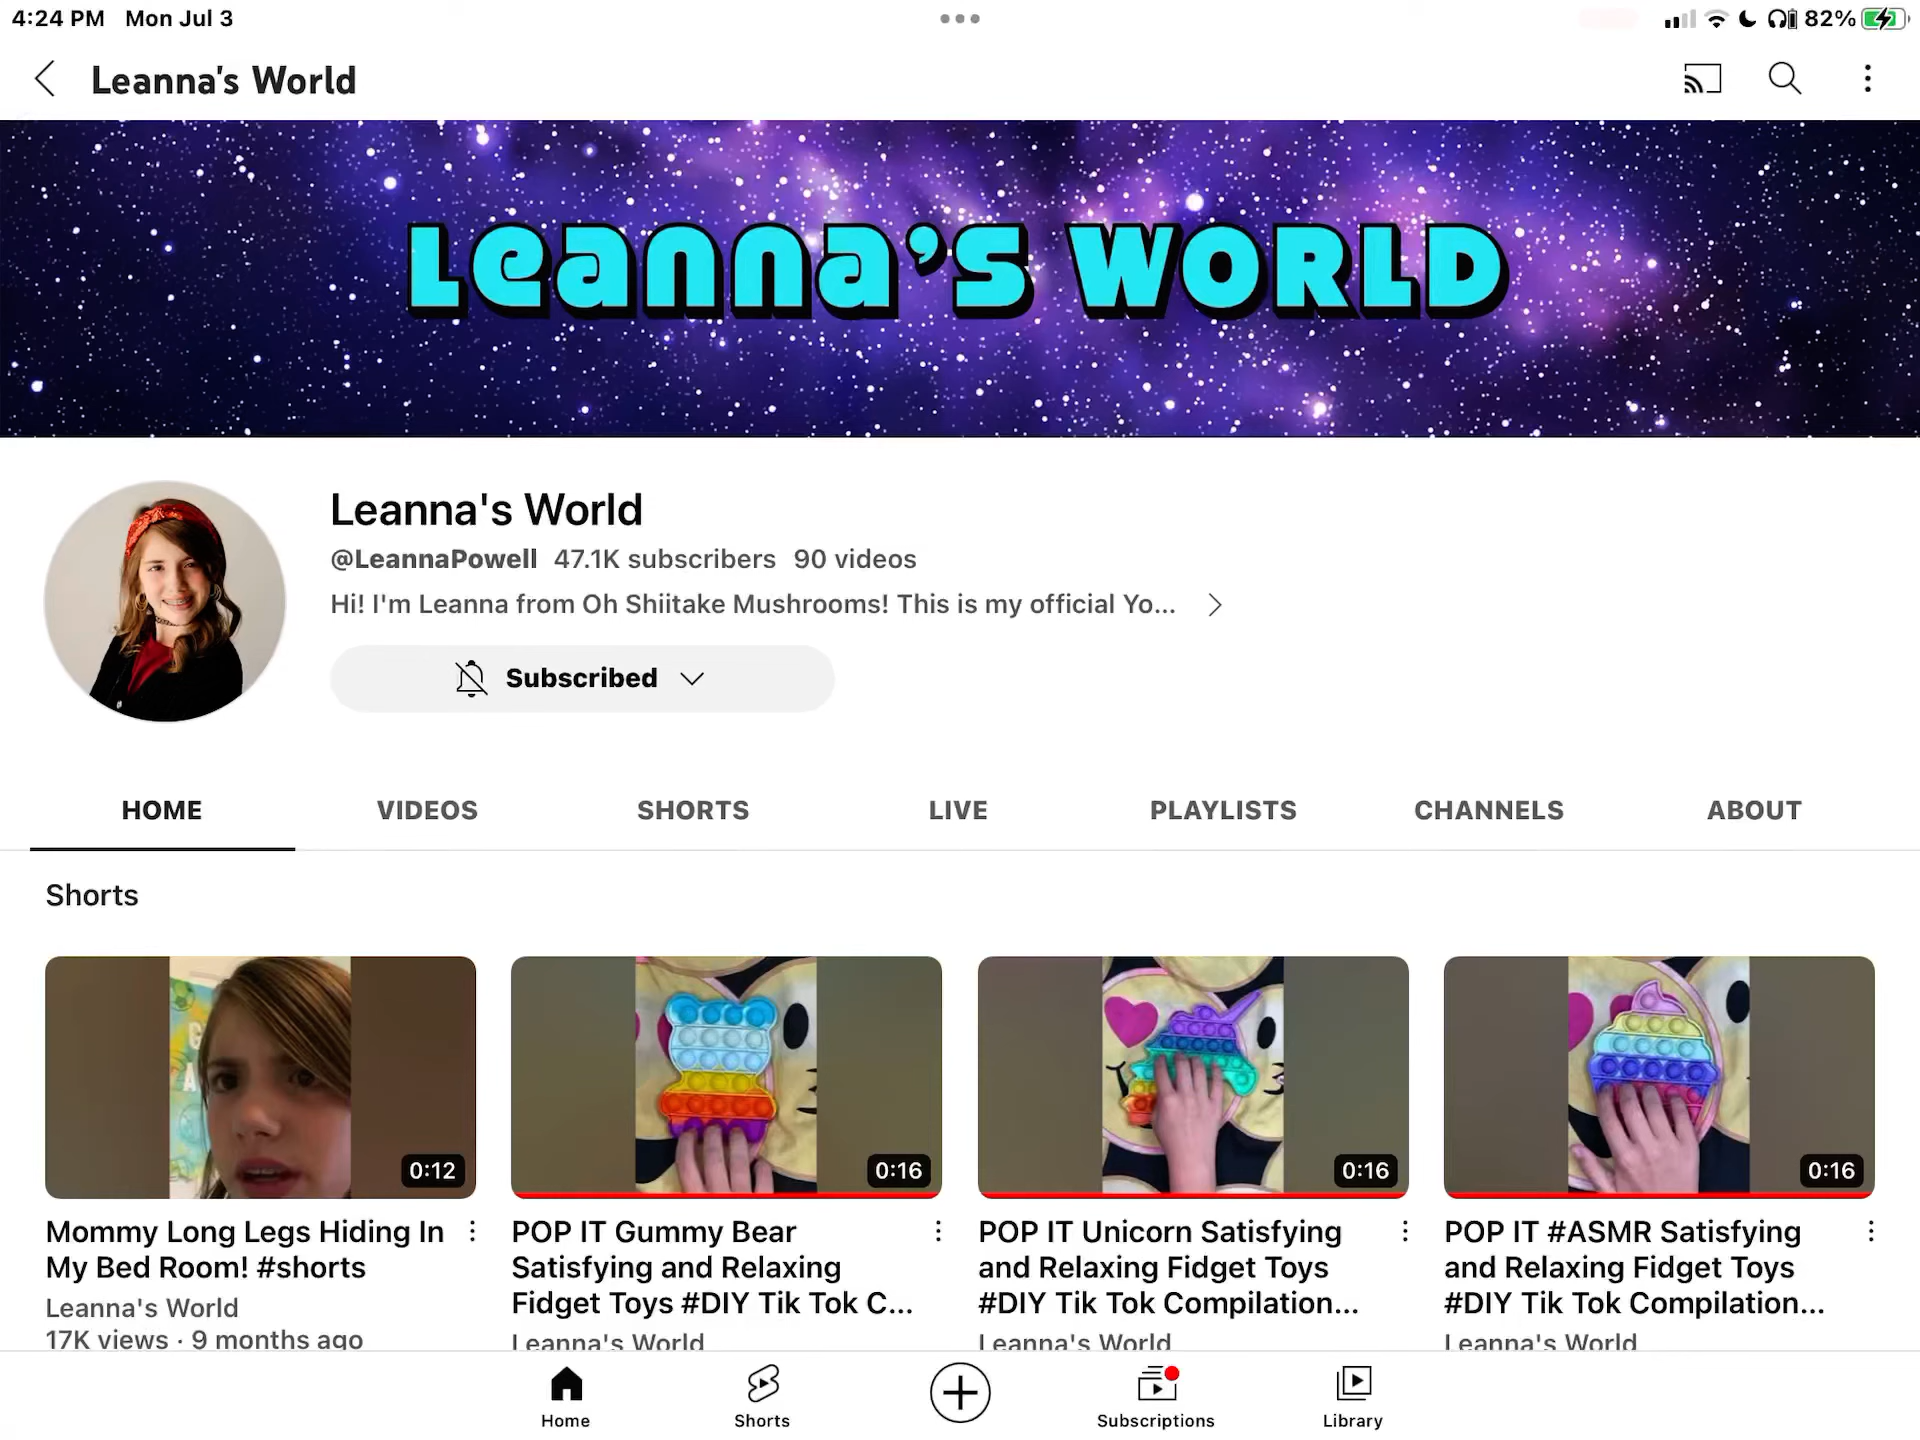 4:24 PM Mon Jul 3
82%
Leanna's World
Leanna's WORLD
Leanna's World
@LeannaPowell 47.1K subscribers 90 videos
Hi! I'm Leanna from Oh Shiitake Mushrooms! This is my official Yo...
Subscribed
HOME VIDEOS SHORTS LIVE PLAYLISTS CHANNELS ABOUT
Shorts
0:12
0:16
0:16
0:16
Mommy Long Legs Hiding In
My Bed Room! #shorts
Leanna's World
17K views · 9 months ago
POP IT Gummy Bear
Satisfying and Relaxing
Fidget Toys #DIY Tik Tok C...
Leanna's World
POP IT Unicorn Satisfying
and Relaxing Fidget Toys
#DIY Tik Tok Compilation...
Leanna's World
POP IT #ASMR Satisfying
and Relaxing Fidget Toys
#DIY Tik Tok Compilation...
Leanna's World
Home Shorts Subscriptions Library